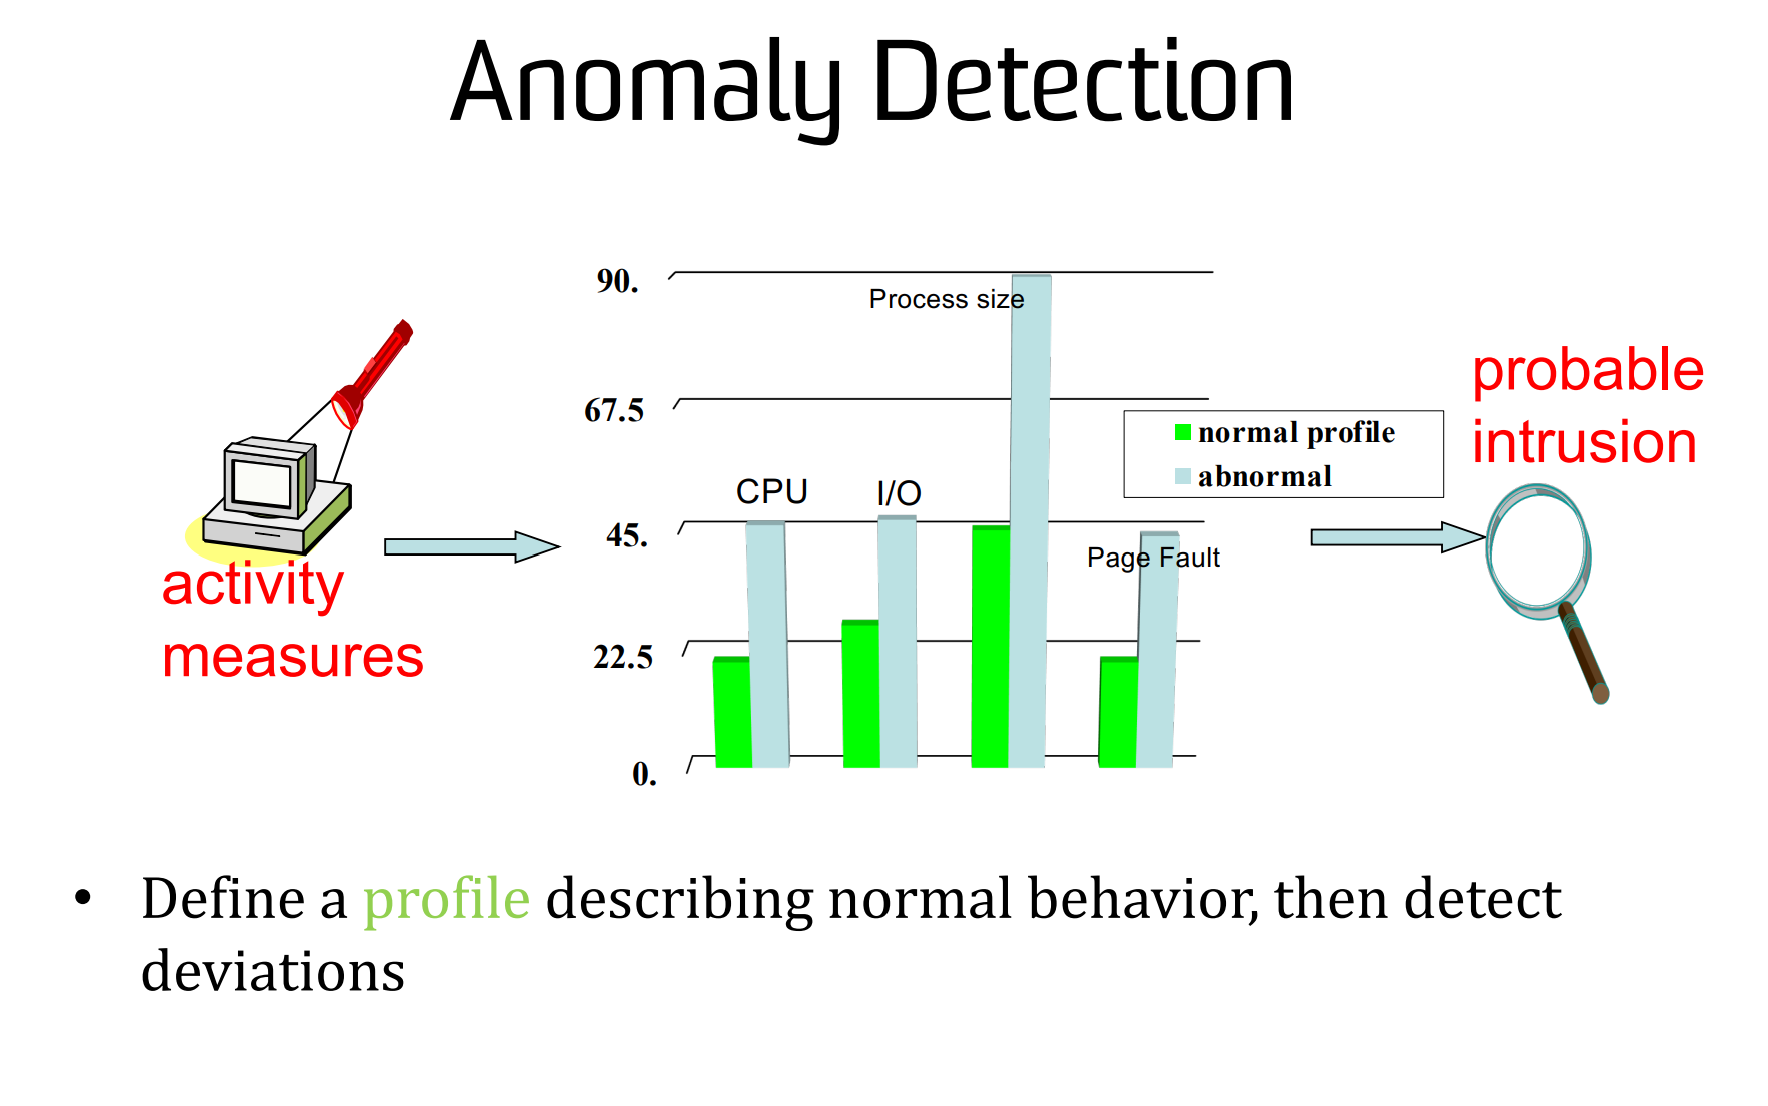 Anomaly Detection
activity
measures
90.
67.5
45.
22.5
0.
CPU
I/O
Process size
Page Fault
normal profile
abnormal
probable
intrusion
• Define a profile describing normal behavior, then detect
deviations